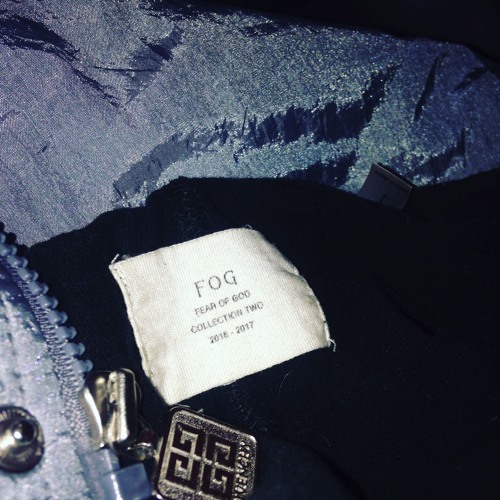 FOG
FEAR OF GOD
COLLECTION TWO
2016 - 2017